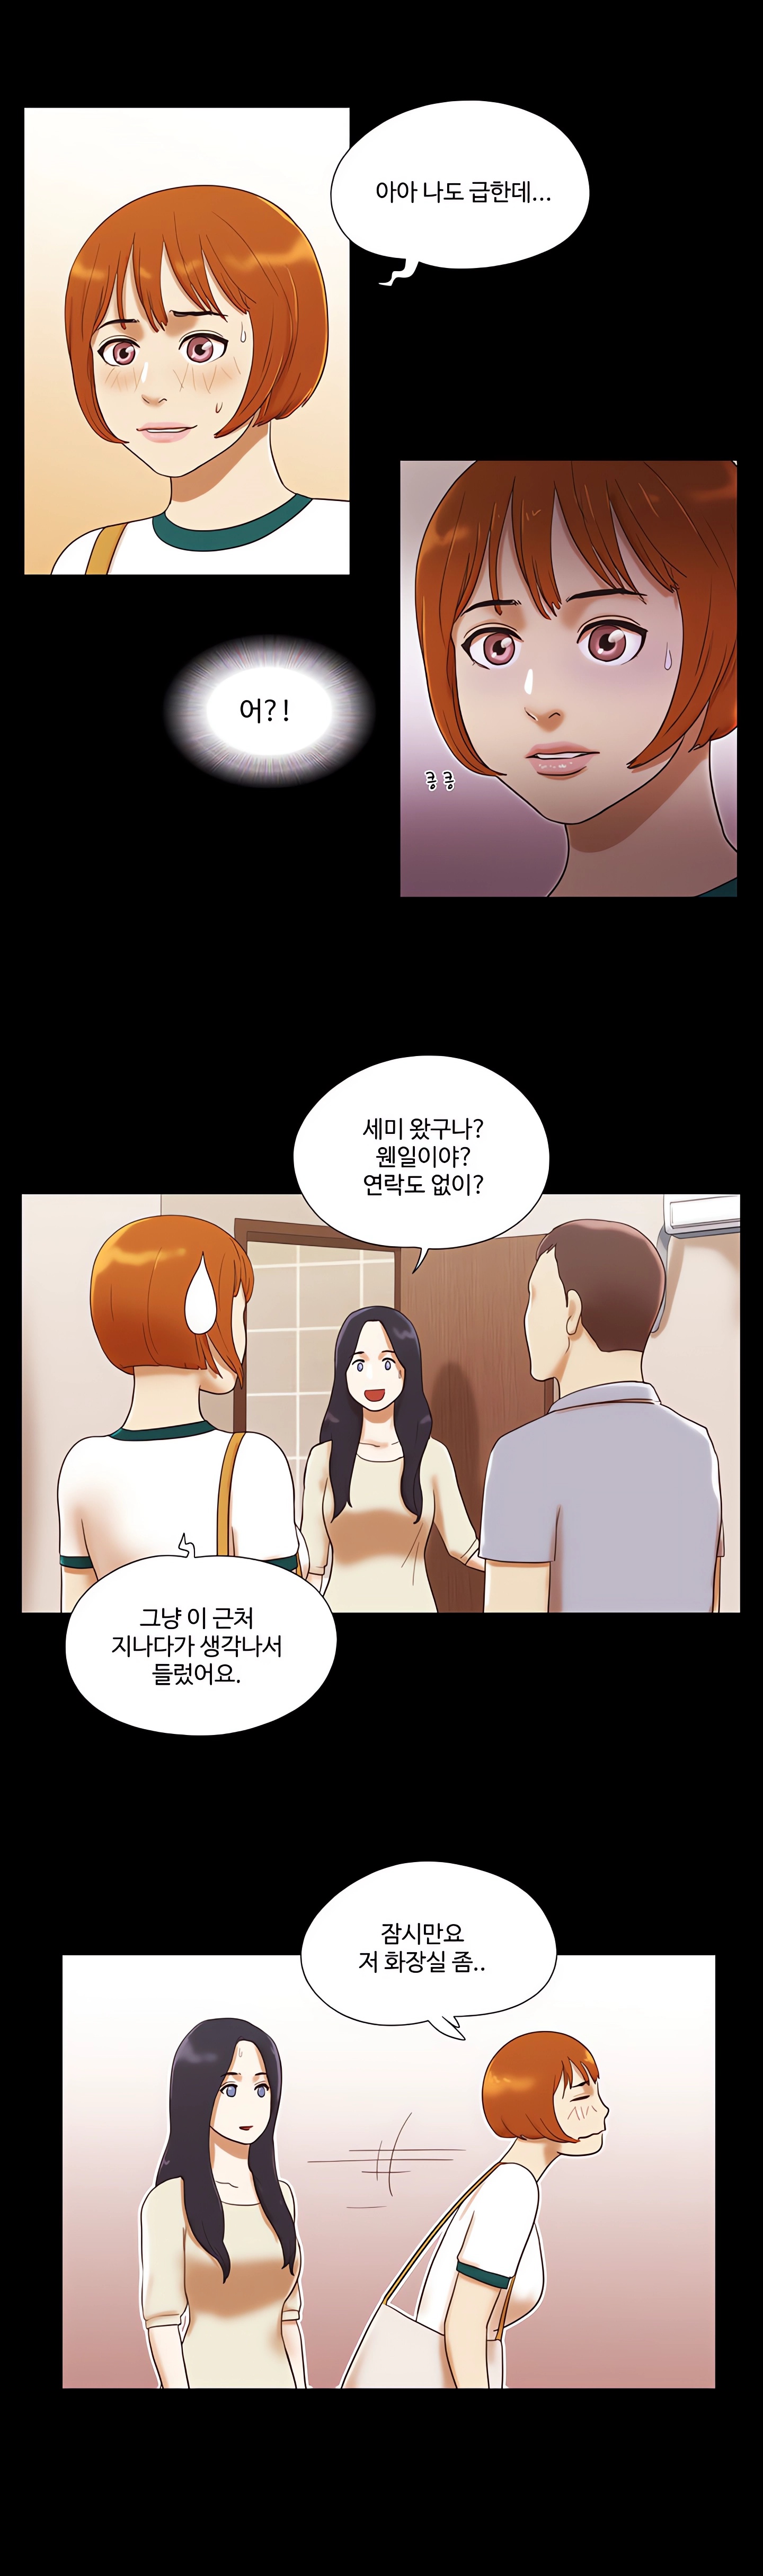 아아 나도 급한데...
어?!
킁 킁
세미 왔구나?
웬일이야?
연락도 없이?
그냥 이 근처
지나다가 생각나서
들렀어요.
잠시만요
저 화장실 좀..